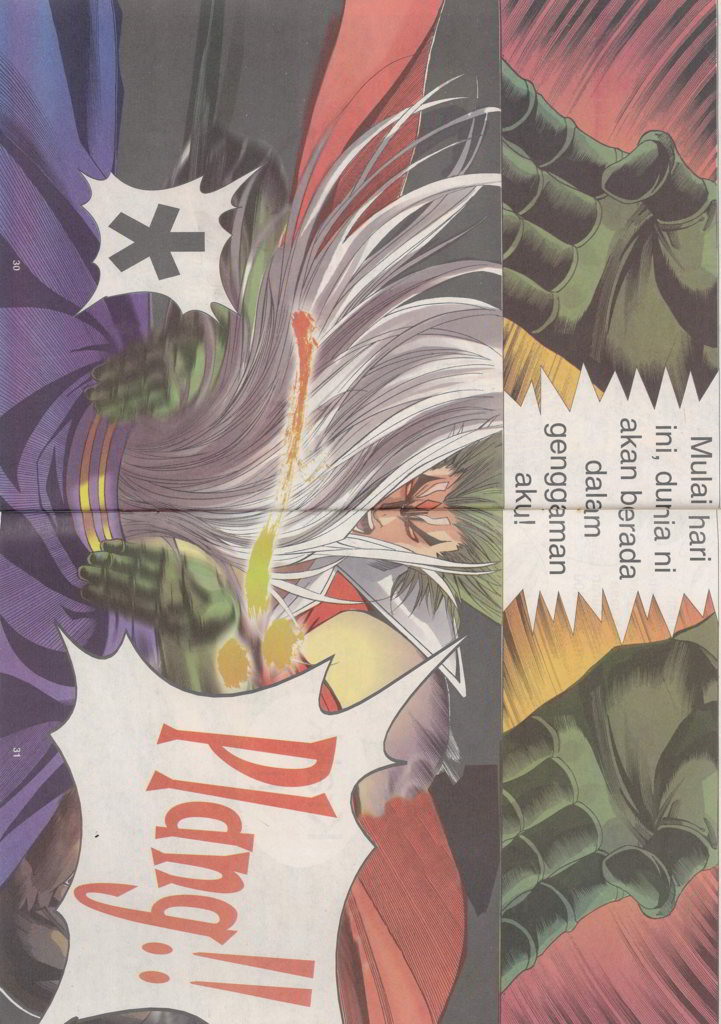 Mulai hari
ini, dunia ni
akan berada
dalam
genggaman
aku!
*
Plang!!
30
31